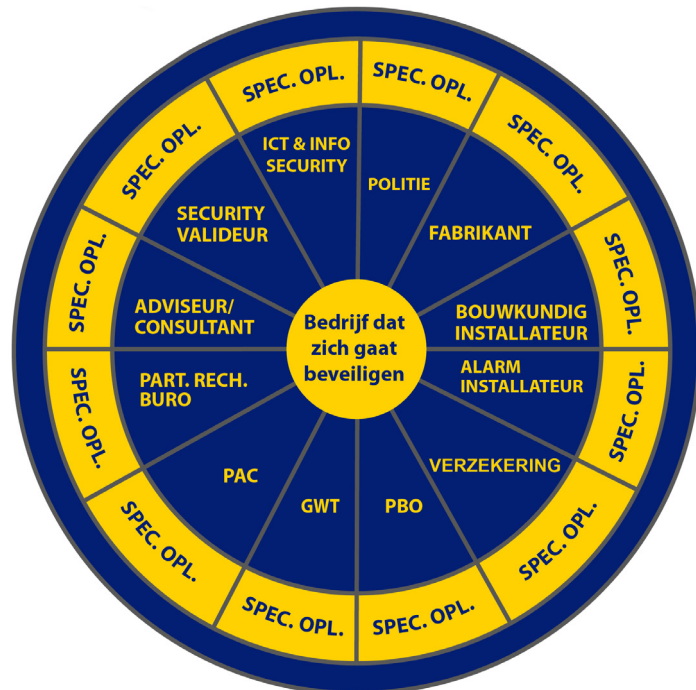 SPEC. OPL.
SPEC. OPL.
SPEC. OPL.
SPEC. OPL.
SPEC. OPL.
SPEC. OPL.
SPEC. OPL.
SPEC. OPL.
SPEC. OPL.
SPEC. OPL.
SPEC. OPL.
SPEC. OPL.
ICT & INFO
SECURITY
POLITIE
FABRIKANT
BOUWKUNDIG
INSTALLATEUR
ALARM
INSTALLATEUR
VERZEKERING
PBO
GWT
PAC
PART. RECH.
BURO
ADVISEUR/
CONSULTANT
SECURITY
VALIDEUR
Bedrijf dat
zich gaat
beveiligen